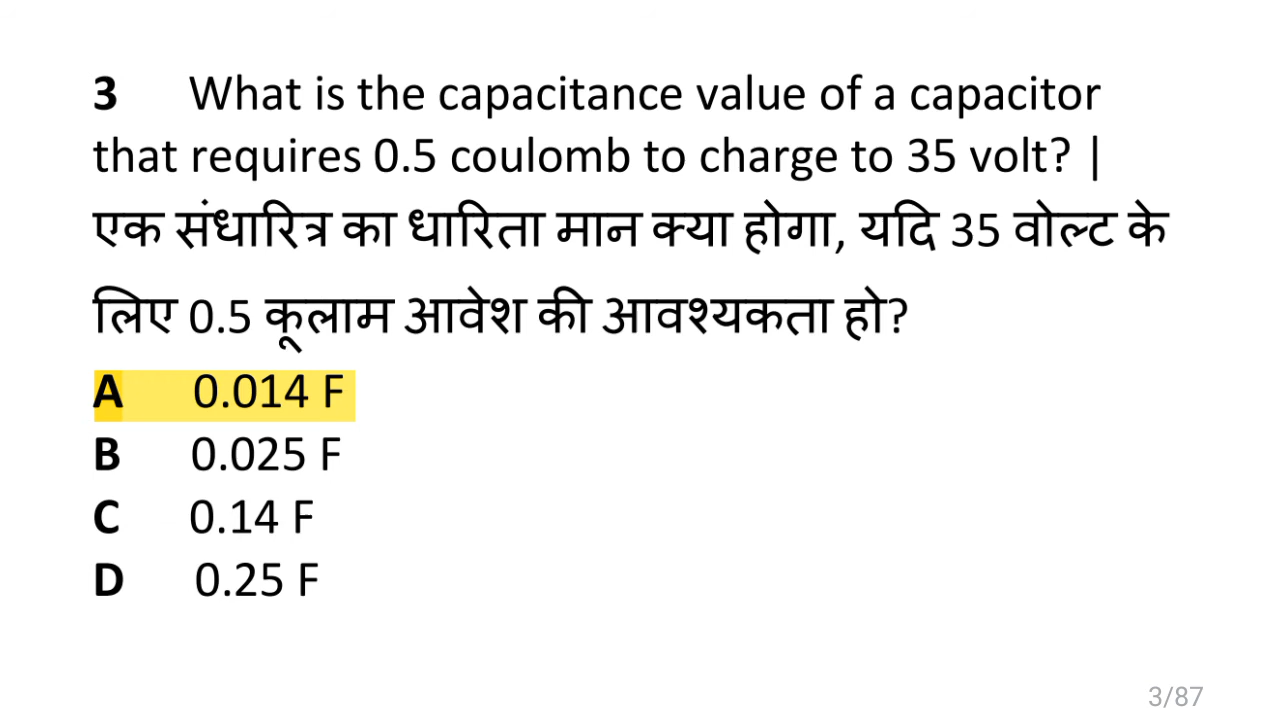 3 What is the capacitance value of a capacitor
that requires 0.5 coulomb to charge to 35 volt? |
एक संधारित्र का धारिता मान क्या होगा, यदि 35 वोल्ट के
लिए 0.5 कूलाम आवेश की आवश्यकता हो?
A 0.014 F
B 0.025 F
C 0.14 F
D 0.25 F
3/87